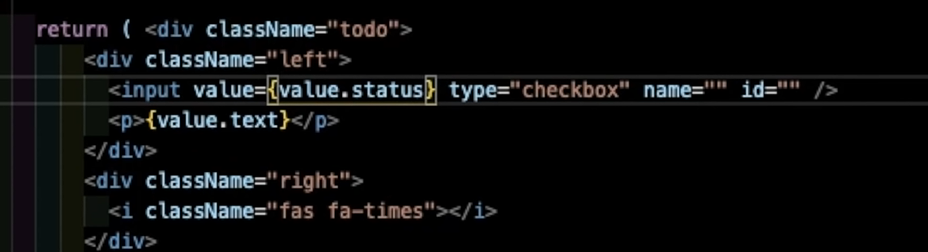 return ( <div className="todo">
<div className="left">
<input value={value.status} type="checkbox" name="" id="" />
<p>{value.text}</p>
</div>
<div className="right">
<i className="fas fa-times"></i>
</div>